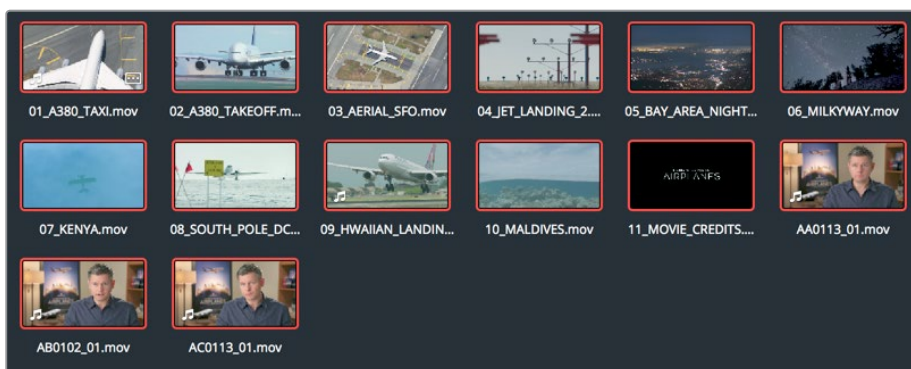 01_A380_TAXI.mov
02_A380_TAKEOFF.m...
03_AERIAL_SFO.mov
04_JET_LANDING_2....
05_BAY_AREA_NIGHT...
06_MILKYWAY.mov
AIRPLANES
07_KENYA.mov
08_SOUTH_POLE_DC...
09_HWAIIAN_LANDIN...
10_MALDIVES.mov
11_MOVIE_CREDITS....
AA0113_01.mov
AB0102_01.mov
AC0113_01.mov